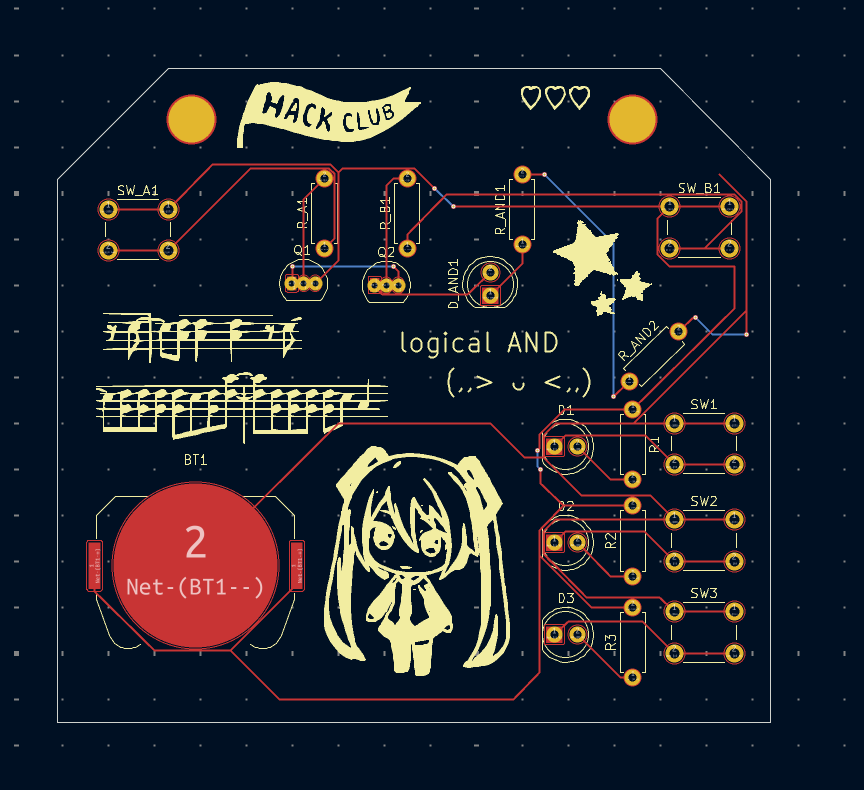 HACK CLUB
♡♡♡
SW_A1
R_A1
R_B1
R_AND1
SW_B1
Q1
Q2
D_AND1
logical AND
R_AND2
(,,> ᴗ <,,)
D1
SW1
R1
BT1
D2
SW2
R2
2
Net-(BT1--)
D3
SW3
R3